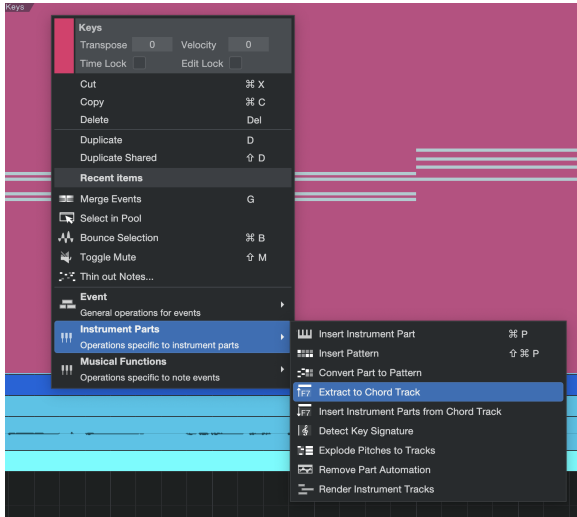 Keys
Keys
Transpose 0 Velocity 0
Time Lock Edit Lock
Cut ⌘ X
Copy ⌘ C
Delete Del
Duplicate D
Duplicate Shared ⇧ D
Recent items
Merge Events G
Select in Pool
Bounce Selection ⌘ B
Toggle Mute ⇧ M
Thin out Notes...
Event
General operations for events
Instrument Parts
Operations specific to instrument parts
Musical Functions
Operations specific to note events
Insert Instrument Part ⌘ P
Insert Pattern ⇧ ⌘ P
Convert Part to Pattern
F7 Extract to Chord Track
F7 Insert Instrument Parts from Chord Track
Detect Key Signature
Explode Pitches to Tracks
Remove Part Automation
Render Instrument Tracks